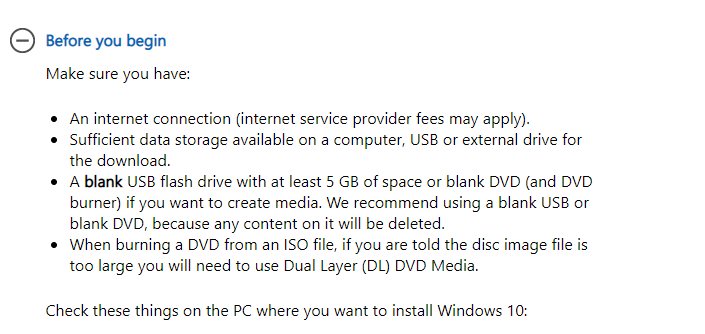 Before you begin
Make sure you have:
• An internet connection (internet service provider fees may apply).
• Sufficient data storage available on a computer, USB or external drive for
the download.
• A blank USB flash drive with at least 5 GB of space or blank DVD (and DVD
burner) if you want to create media. We recommend using a blank USB or
blank DVD, because any content on it will be deleted.
• When burning a DVD from an ISO file, if you are told the disc image file is
too large you will need to use Dual Layer (DL) DVD Media.
Check these things on the PC where you want to install Windows 10: